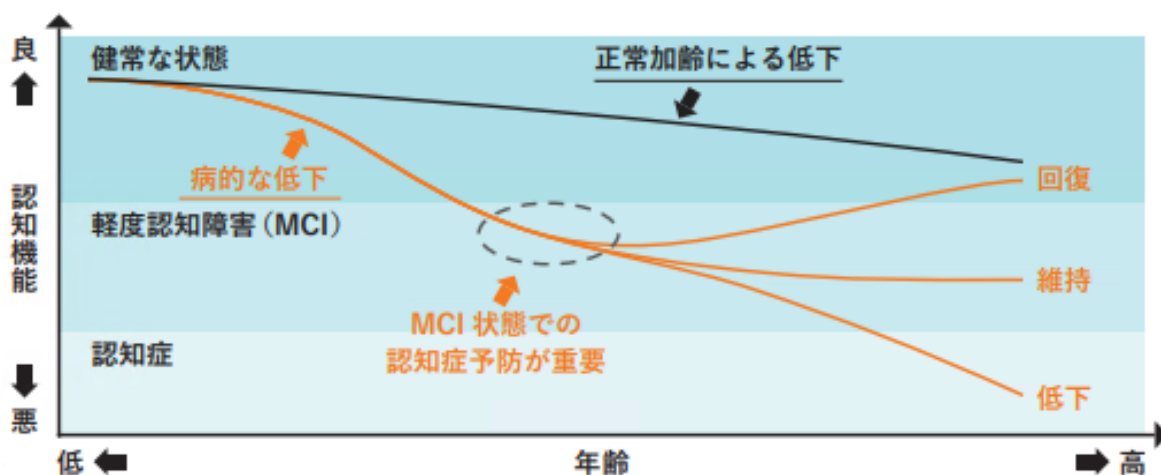 良
健常な状態
正常加齢による低下
病的な低下
回復
認知機能
軽度認知障害（MCI）
維持
MCI 状態での
認知症予防が重要
認知症
低下
悪
低
年齢
高